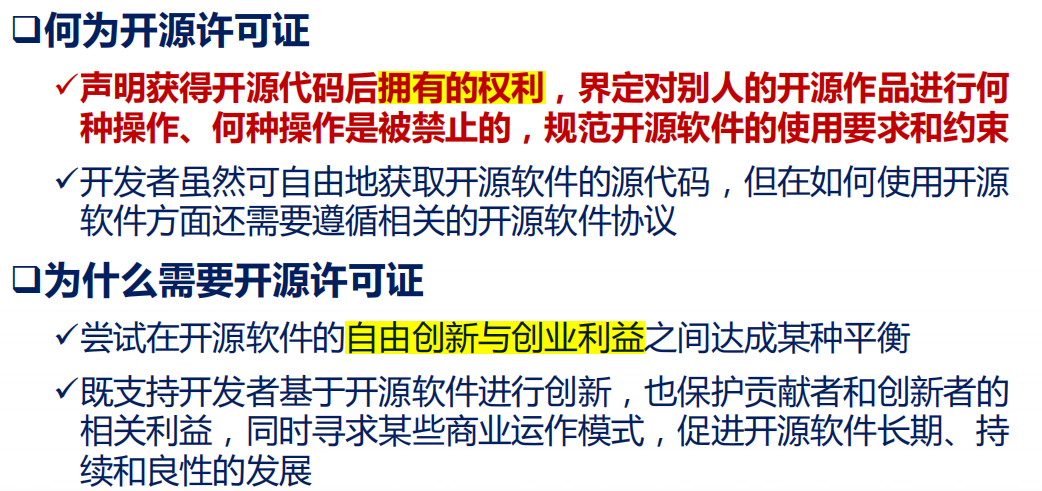 ❑何为开源许可证
✓声明获得开源代码后拥有的权利，界定对别人的开源作品进行何
种操作、何种操作是被禁止的，规范开源软件的使用要求和约束
✓开发者虽然可自由地获取开源软件的源代码，但在如何使用开源
软件方面还需要遵循相关的开源软件协议
❑为什么需要开源许可证
✓尝试在开源软件的自由创新与创业利益之间达成某种平衡
✓既支持开发者基于开源软件进行创新，也保护贡献者和创新者的
相关利益，同时寻求某些商业运作模式，促进开源软件长期、持
续和良性的发展